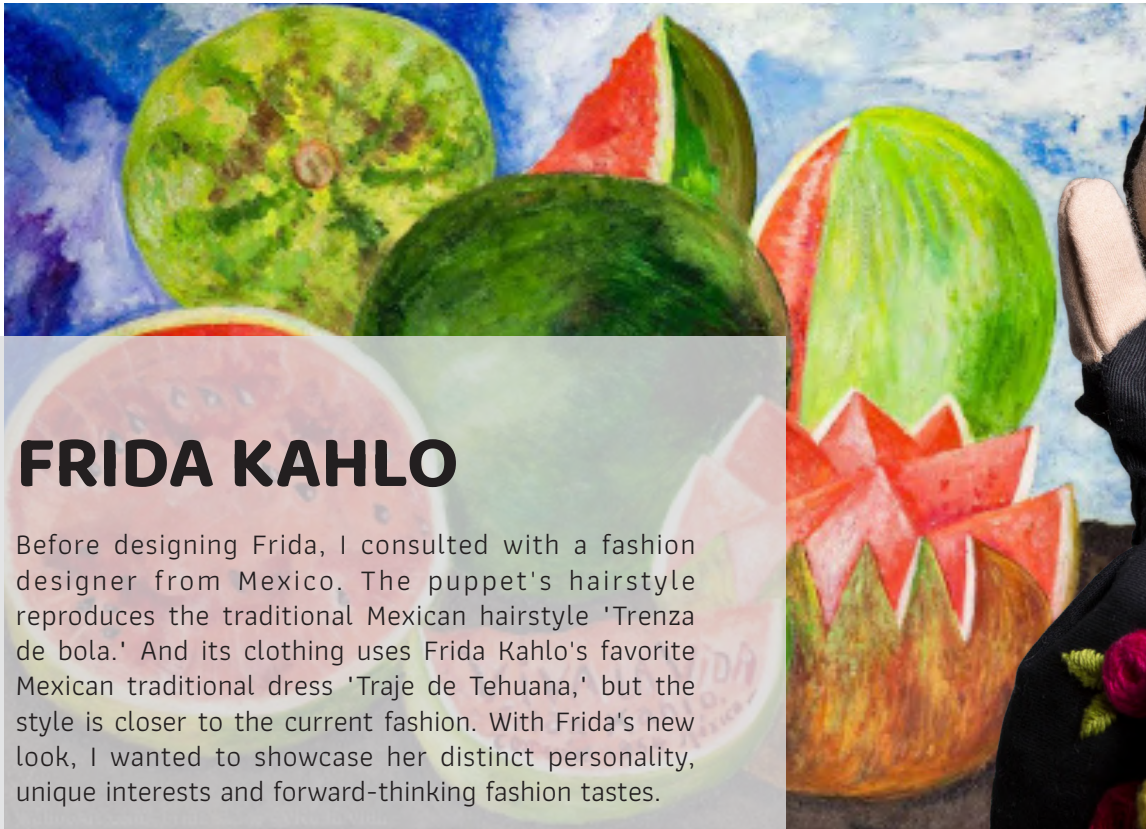 FRIDA KAHLO
Before designing Frida, I consulted with a fashion
designer from Mexico. The puppet's hairstyle
reproduces the traditional Mexican hairstyle 'Trenza
de bola.' And its clothing uses Frida Kahlo's favorite
Mexican traditional dress 'Traje de Tehuana,' but the
style is closer to the current fashion. With Frida's new
look, I wanted to showcase her distinct personality,
unique interests and forward-thinking fashion tastes.